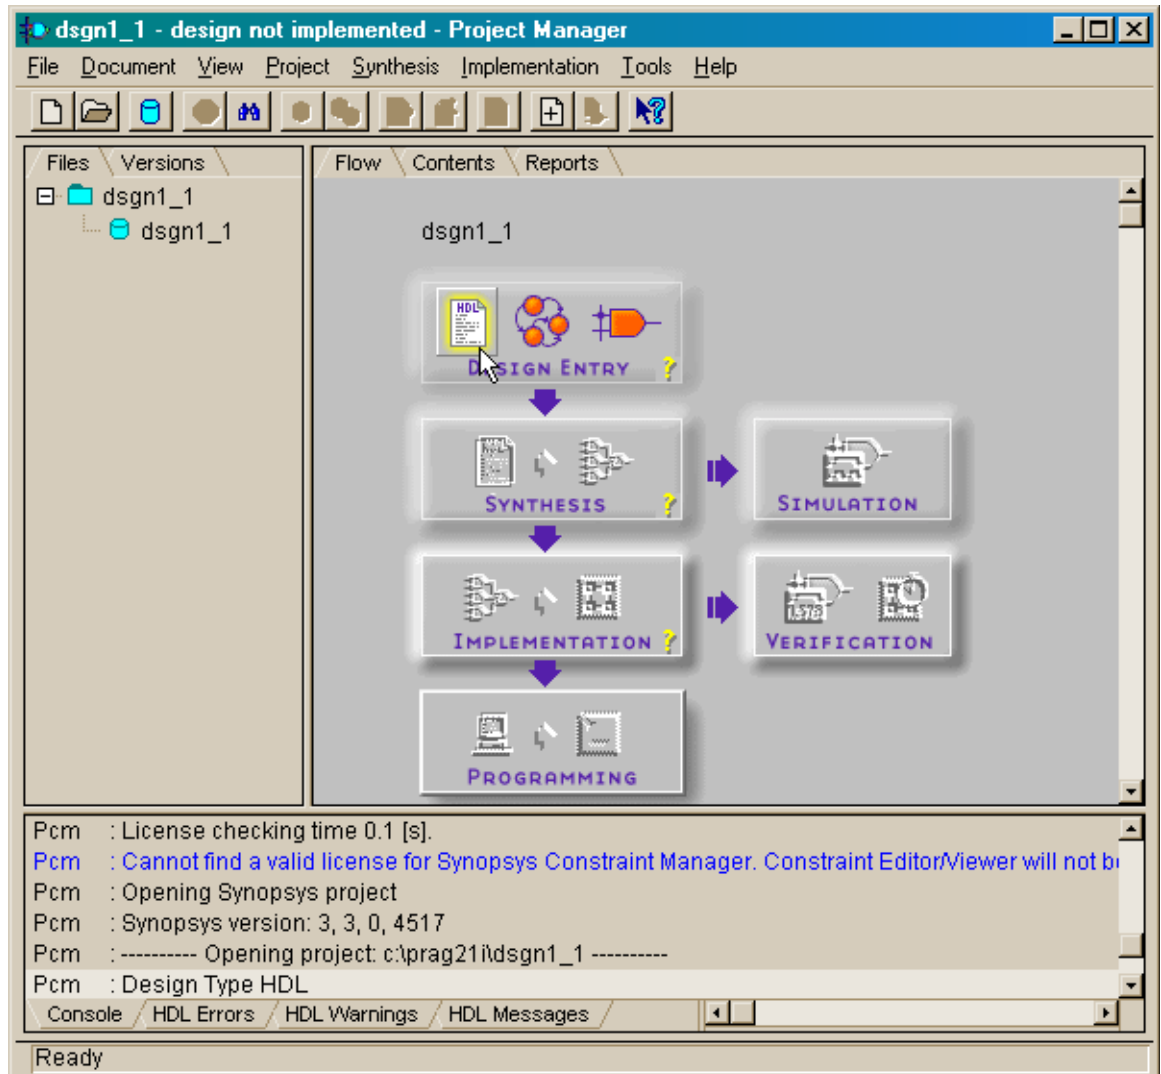 dsgn1_1 - design not implemented - Project Manager
File Document View Project Synthesis Implementation Tools Help
Files Versions
Flow Contents Reports
dsgn1_1
dsgn1_1
dsgn1_1
HDL
DESIGN ENTRY ?
SYNTHESIS ?
SIMULATION
IMPLEMENTATION ?
VERIFICATION
PROGRAMMING
Pcm : License checking time 0.1 [s].
Pcm : Cannot find a valid license for Synopsys Constraint Manager. Constraint Editor/Viewer will not be
Pcm : Opening Synopsys project
Pcm : Synopsys version: 3, 3, 0, 4517
Pcm : ---------- Opening project: c:\prag21i\dsgn1_1 ----------
Pcm : Design Type HDL
Console HDL Errors HDL Warnings HDL Messages
Ready